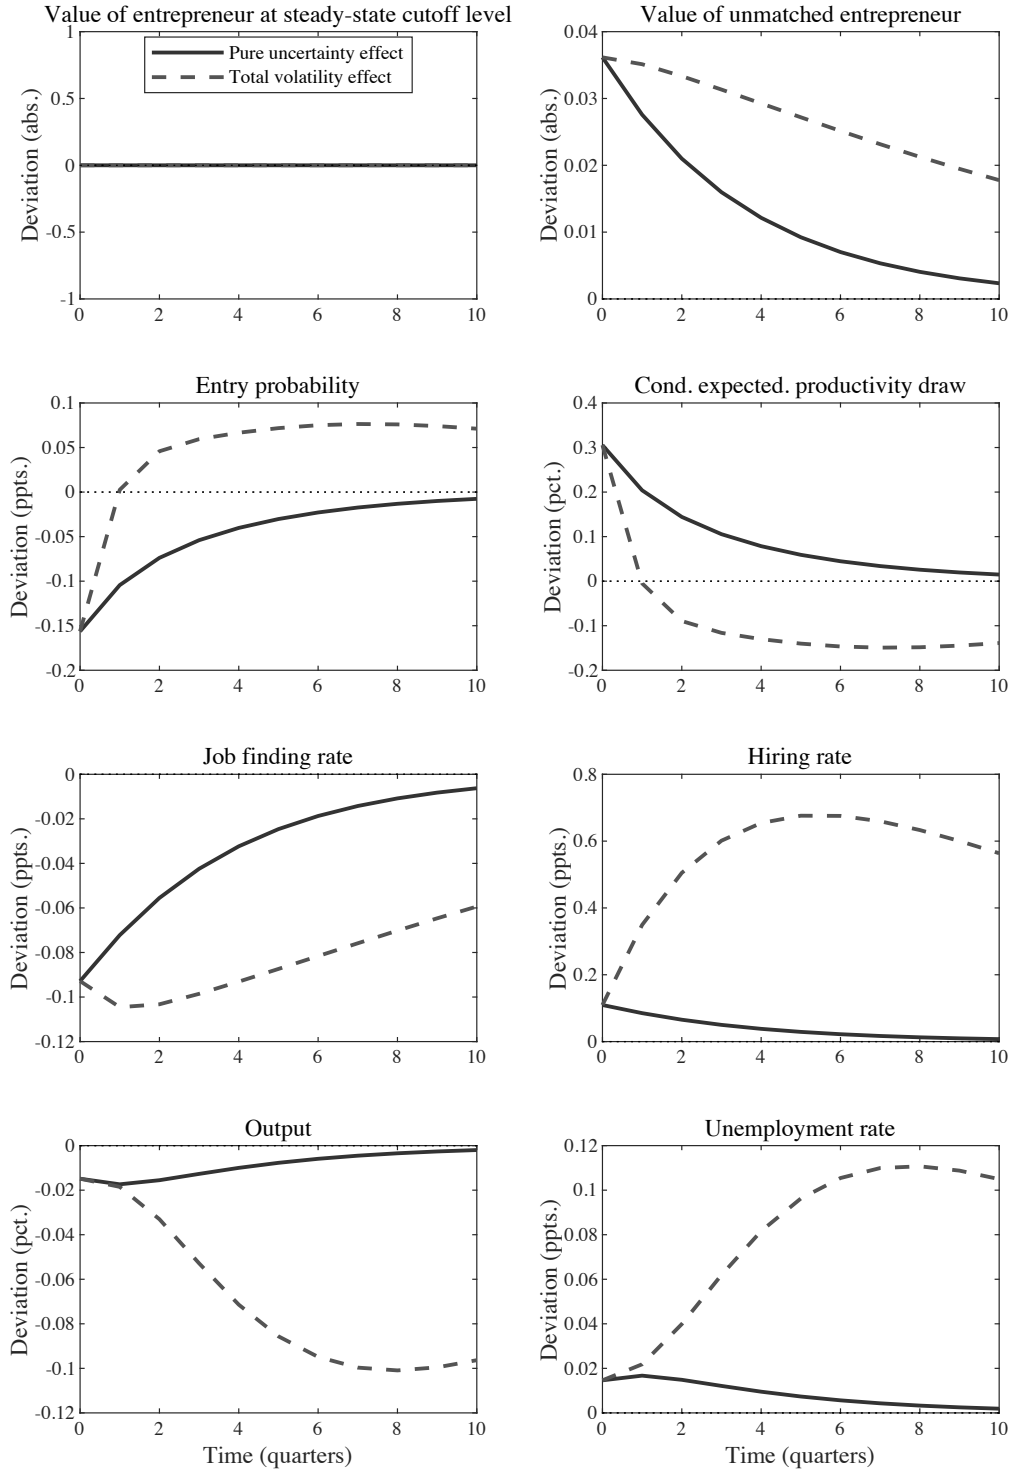 Value of entrepreneur at steady-state cutoff level
Deviation (abs.)
1
0.5
0
-0.5
-1
Pure uncertainty effect
Total volatility effect
0 2 4 6 8 10
Value of unmatched entrepreneur
Deviation (abs.)
0.04
0.03
0.02
0.01
0
0 2 4 6 8 10
Entry probability
Deviation (ppts.)
0.1
0.05
0
-0.05
-0.1
-0.15
-0.2
0 2 4 6 8 10
Cond. expected. productivity draw
Deviation (pct.)
0.4
0.3
0.2
0.1
0
-0.1
-0.2
0 2 4 6 8 10
Job finding rate
Deviation (ppts.)
0
-0.02
-0.04
-0.06
-0.08
-0.1
-0.12
0 2 4 6 8 10
Hiring rate
Deviation (ppts.)
0.8
0.6
0.4
0.2
0
0 2 4 6 8 10
Output
Deviation (pct.)
0
-0.02
-0.04
-0.06
-0.08
-0.1
-0.12
0 2 4 6 8 10
Time (quarters)
Unemployment rate
Deviation (ppts.)
0.12
0.1
0.08
0.06
0.04
0.02
0
0 2 4 6 8 10
Time (quarters)